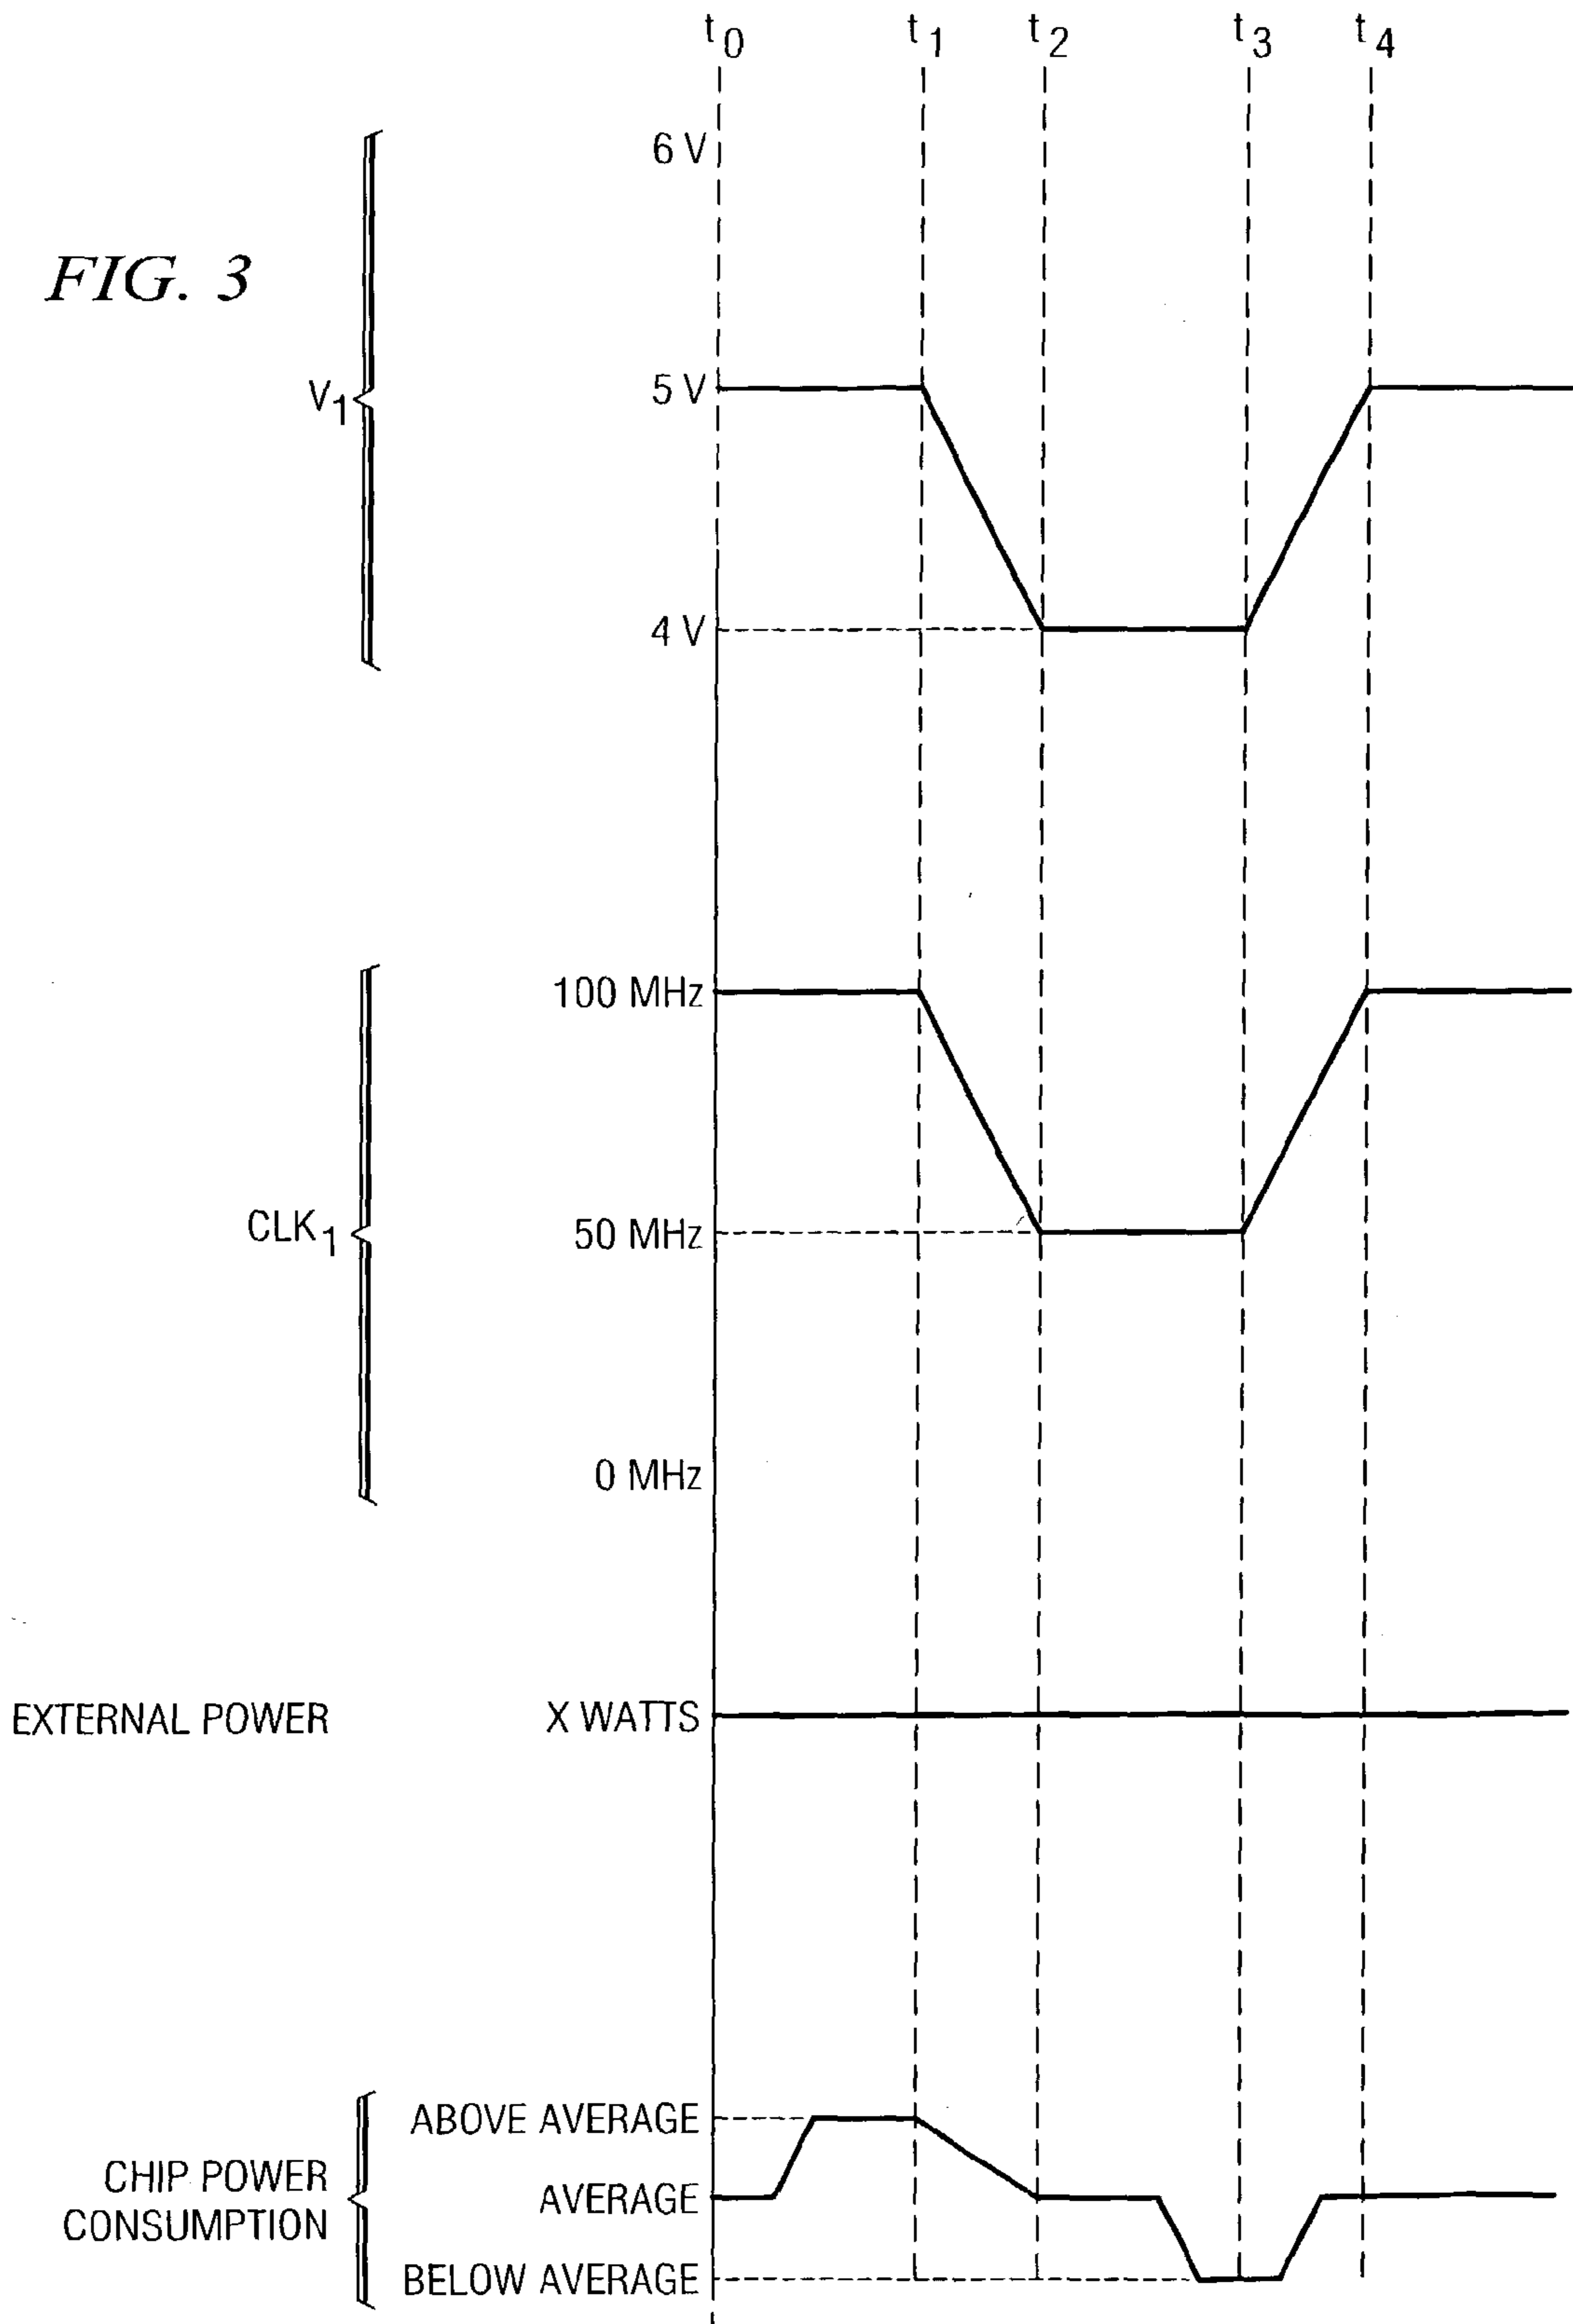 t0 t1 t2 t3 t4
6 V
FIG. 3
V1
5 V
4 V
100 MHz
CLK1
50 MHz
0 MHz
EXTERNAL POWER
X WATTS
ABOVE AVERAGE
CHIP POWER
CONSUMPTION
AVERAGE
BELOW AVERAGE